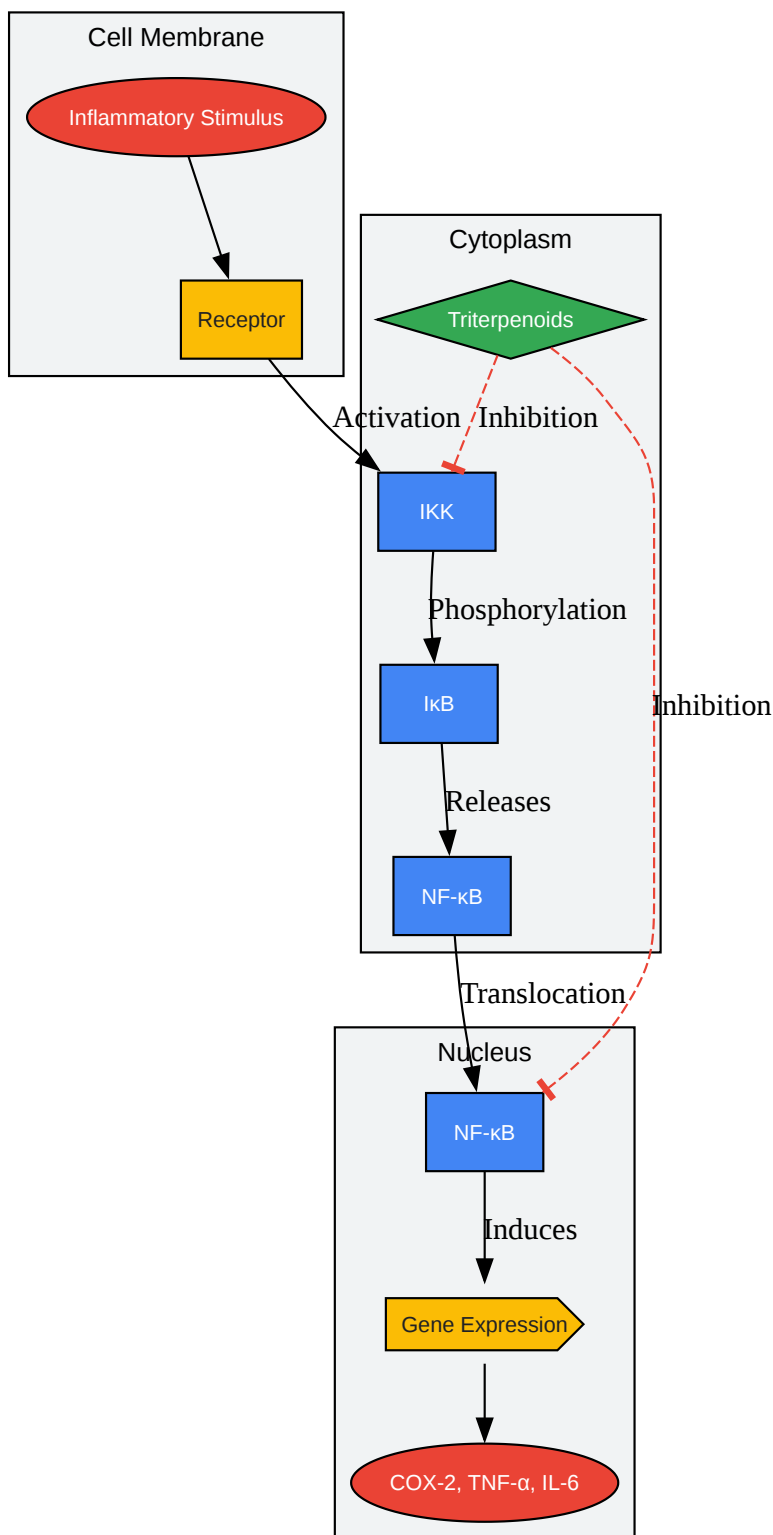 Cell Membrane
Inflammatory Stimulus
Receptor
Cytoplasm
Triterpenoids
Activation
Inhibition
IKK
Phosphorylation
IκB
Inhibition
Releases
NF-κB
Translocation
Nucleus
NF-κB
Induces
Gene Expression
COX-2, TNF-α, IL-6